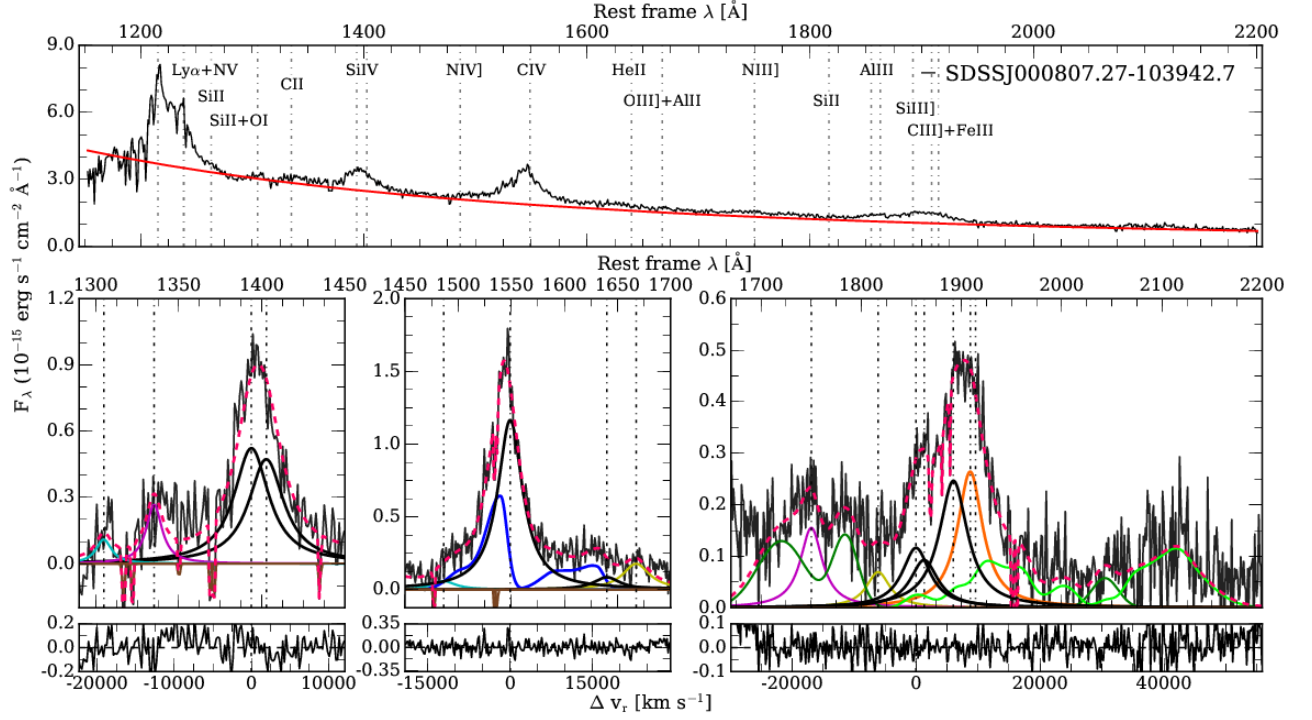 Rest frame λ [Å]
1200 1400 1600 1800 2000 2200
9.0
6.0
3.0
0.0
Lyα+NV
SiII
SiII+OI
CII
SiIV
NIV]
CIV
HeII
OIII]+AlII
NIII]
SiII
AlIII
SiIII]
CIII]+FeIII
SDSSJ000807.27-103942.7
F_λ (10⁻¹⁵ erg s⁻¹ cm⁻² Å⁻¹)
Rest frame λ [Å]
1300 1350 1400 1450
1450 1500 1550 1600 1650 1700
1700 1800 1900 2000 2100 2200
1.2
0.9
0.6
0.3
0.0
2.0
1.5
1.0
0.5
0.0
0.6
0.5
0.4
0.3
0.2
0.1
0.0
0.2
0.0
-0.2
0.35
0.00
-0.35
0.1
0.0
-0.1
-20000 -10000 0 10000
-15000 0 15000
-20000 0 20000 40000
Δ v_r [km s⁻¹]